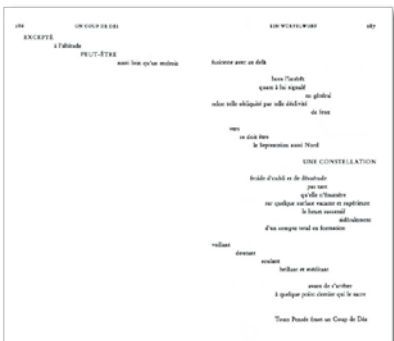 286 UN COUP DE DÉS
EIN WÜRFELWURF 287
EXCEPTÉ
à l'altitude
PEUT-ÊTRE
aussi loin qu'un endroit
fusionne avec au delà
hors l'intérêt
quant à lui signalé
en général
selon telle obliquité par telle déclivité
de feux
vers
ce doit être
le Septentrion aussi Nord
UNE CONSTELLATION
froide d'oubli et de désuétude
pas tant
qu'elle n'énumère
sur quelque surface vacante et supérieure
le heurt successif
sidéralement
d'un compte total en formation
veillant
doutant
roulant
brillant et méditant
avant de s'arrêter
à quelque point dernier qui le sacre
Toute Pensée émet un Coup de Dés